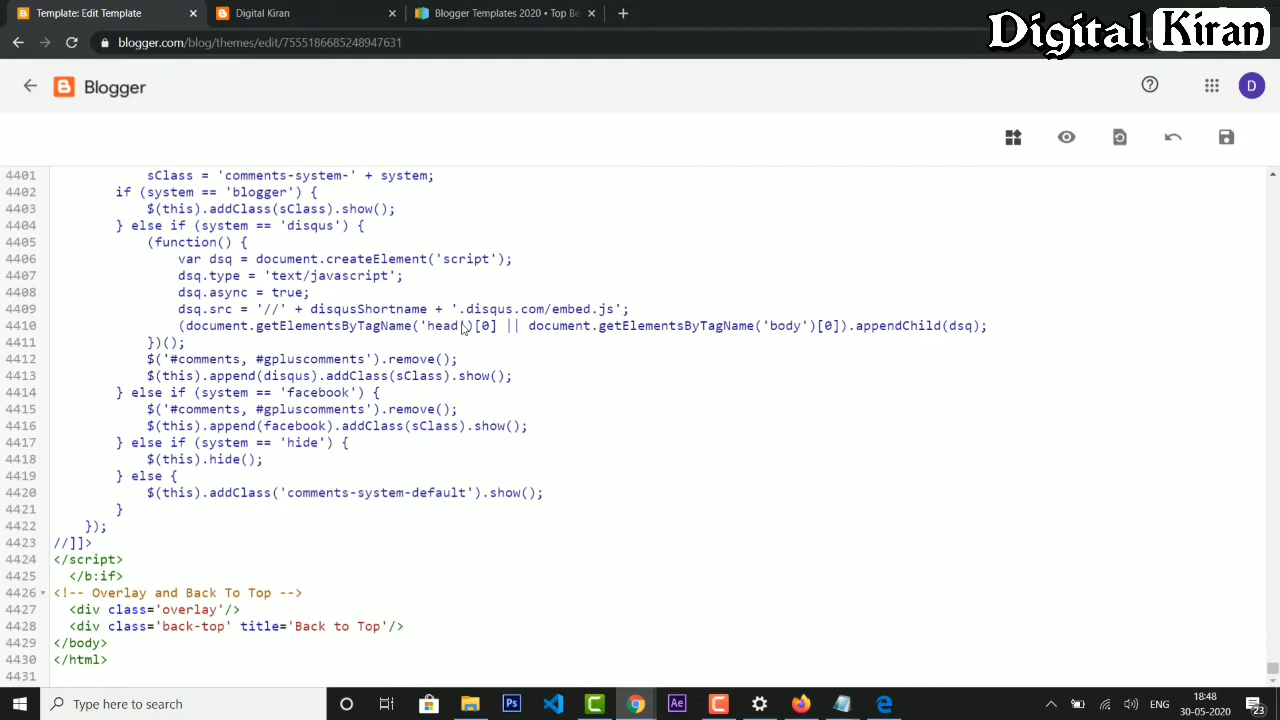 Template: Edit Template
Digital Kiran
Blogger Templates 2020 • Top Be
Digital Kiran
blogger.com/blog/themes/edit/7555186685248947631
Blogger
D
4401 sClass = 'comments-system-' + system;
4402 if (system == 'blogger') {
4403 $(this).addClass(sClass).show();
4404 } else if (system == 'disqus') {
4405 (function() {
4406 var dsq = document.createElement('script');
4407 dsq.type = 'text/javascript';
4408 dsq.async = true;
4409 dsq.src = '//' + disqusShortname + '.disqus.com/embed.js';
4410 (document.getElementsByTagName('head')[0] || document.getElementsByTagName('body')[0]).appendChild(dsq);
4411 })();
4412 $('#comments, #gpluscomments').remove();
4413 $(this).append(disqus).addClass(sClass).show();
4414 } else if (system == 'facebook') {
4415 $('#comments, #gpluscomments').remove();
4416 $(this).append(facebook).addClass(sClass).show();
4417 } else if (system == 'hide') {
4418 $(this).hide();
4419 } else {
4420 $(this).addClass('comments-system-default').show();
4421 }
4422 });
4423 //]]>
4424 </script>
4425 </b:if>
4426 <!-- Overlay and Back To Top -->
4427 <div class='overlay'/>
4428 <div class='back-top' title='Back to Top'/>
4429 </body>
4430 </html>
4431
Type here to search
Ps
Ae
ENG
18:48
30-05-2020
23